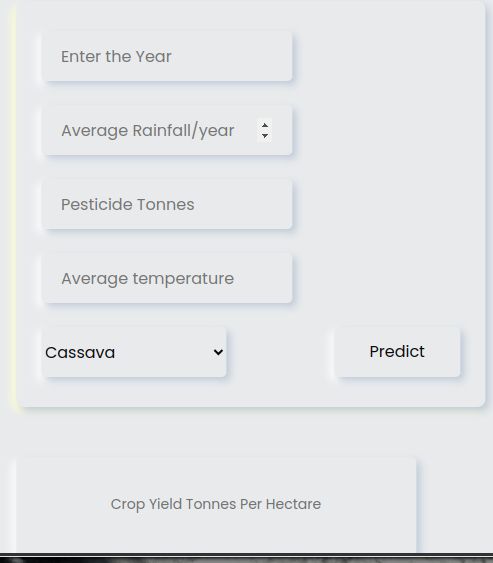 Enter the Year
Average Rainfall/year
Pesticide Tonnes
Average temperature
Cassava
Predict
Crop Yield Tonnes Per Hectare